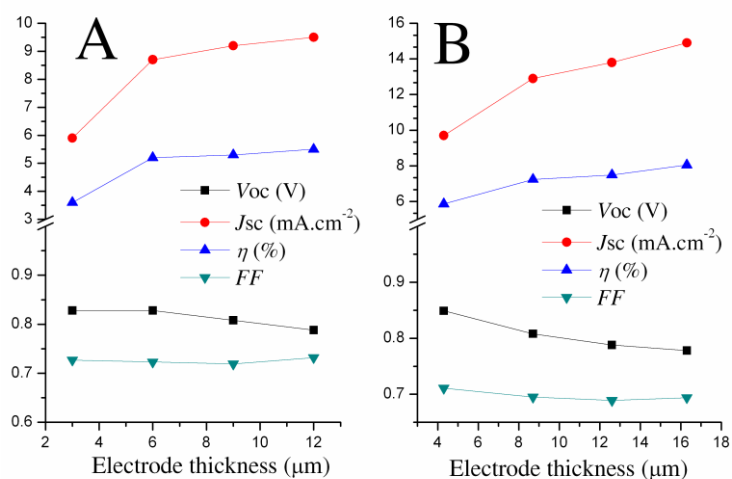 A
10
9
8
7
6
5
4
3
0.9
0.8
0.7
0.6
2
4
6
8
10
12
Electrode thickness (μm)
Voc (V)
Jsc (mA.cm⁻²)
η (%)
FF
B
16
14
12
10
8
6
0.9
0.8
0.7
4
6
8
10
12
14
16
18
Electrode thickness (μm)
Voc (V)
Jsc (mA.cm⁻²)
η (%)
FF